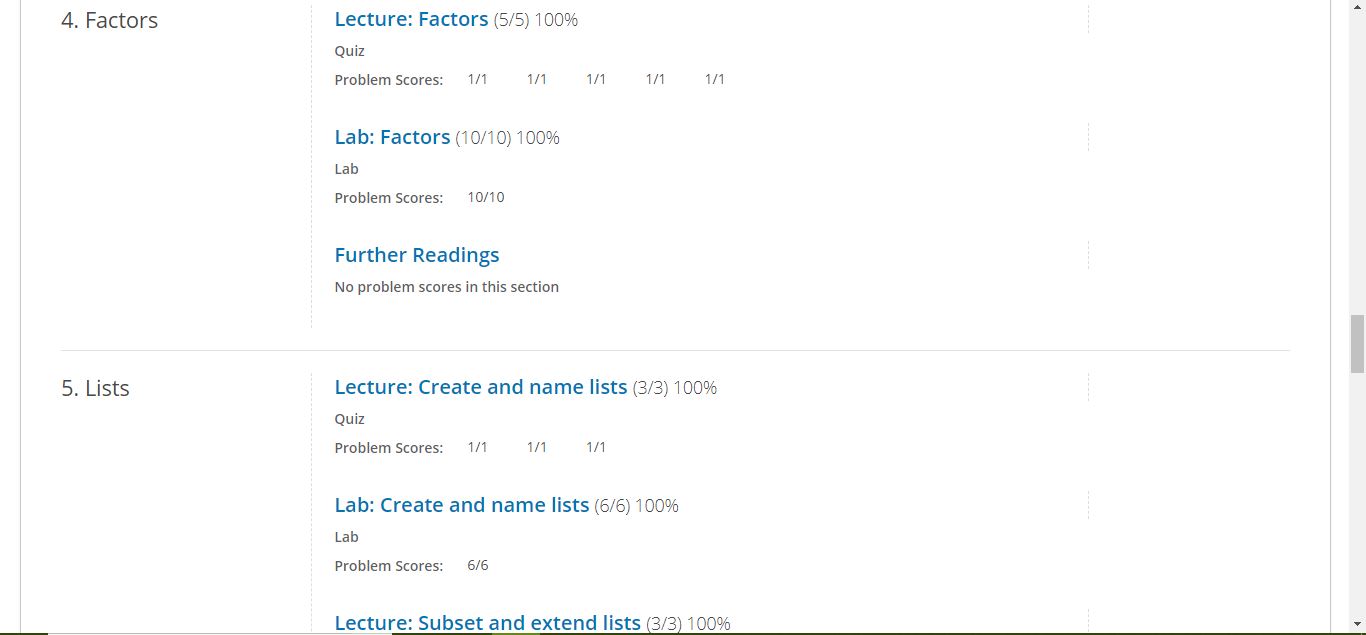 4. Factors
Lecture: Factors (5/5) 100%
Quiz
Problem Scores: 1/1 1/1 1/1 1/1 1/1
Lab: Factors (10/10) 100%
Lab
Problem Scores: 10/10
Further Readings
No problem scores in this section
5. Lists
Lecture: Create and name lists (3/3) 100%
Quiz
Problem Scores: 1/1 1/1 1/1
Lab: Create and name lists (6/6) 100%
Lab
Problem Scores: 6/6
Lecture: Subset and extend lists (3/3) 100%